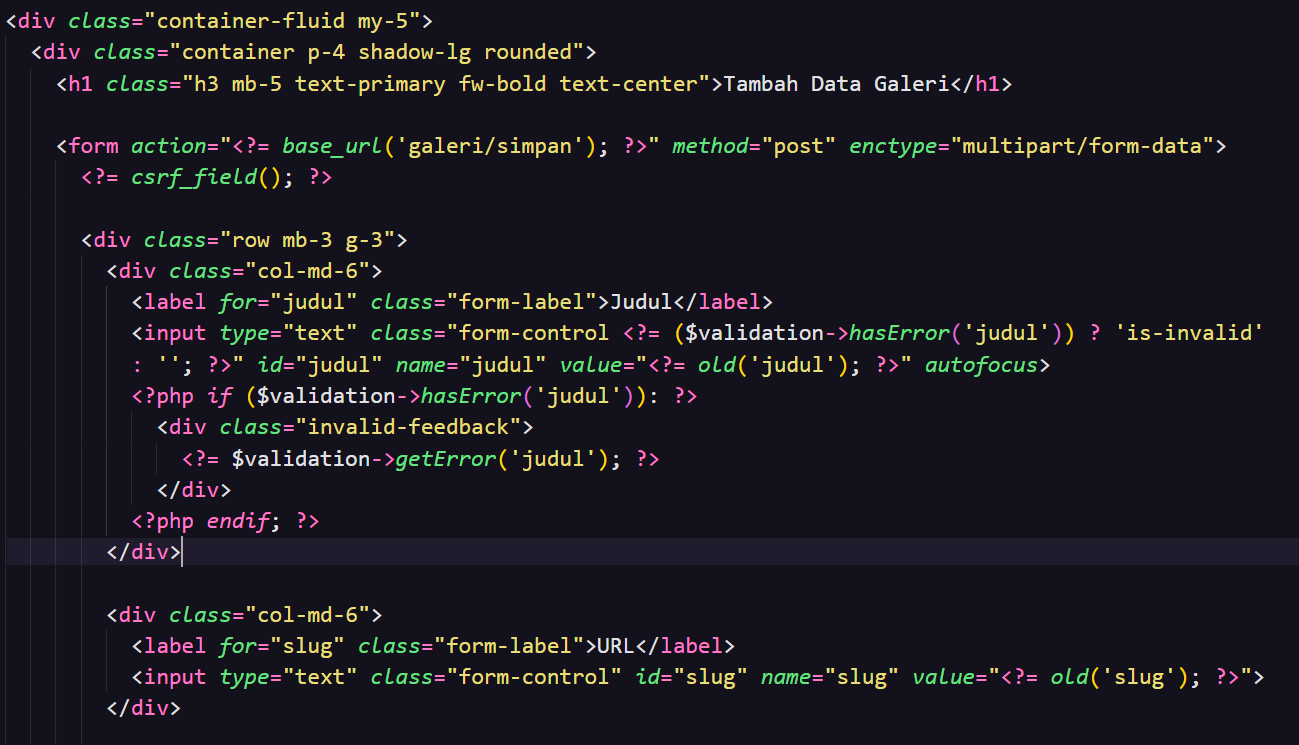 <div class="container-fluid my-5">
<div class="container p-4 shadow-lg rounded">
<h1 class="h3 mb-5 text-primary fw-bold text-center">Tambah Data Galeri</h1>
<form action="<?= base_url('galeri/simpan'); ?>" method="post" enctype="multipart/form-data">
<?= csrf_field(); ?>
<div class="row mb-3 g-3">
<div class="col-md-6">
<label for="judul" class="form-label">Judul</label>
<input type="text" class="form-control <?= ($validation->hasError('judul')) ? 'is-invalid'
: ''; ?>" id="judul" name="judul" value="<?= old('judul'); ?>" autofocus>
<?php if ($validation->hasError('judul')): ?>
<div class="invalid-feedback">
<?= $validation->getError('judul'); ?>
</div>
<?php endif; ?>
</div>
<div class="col-md-6">
<label for="slug" class="form-label">URL</label>
<input type="text" class="form-control" id="slug" name="slug" value="<?= old('slug'); ?>">
</div>